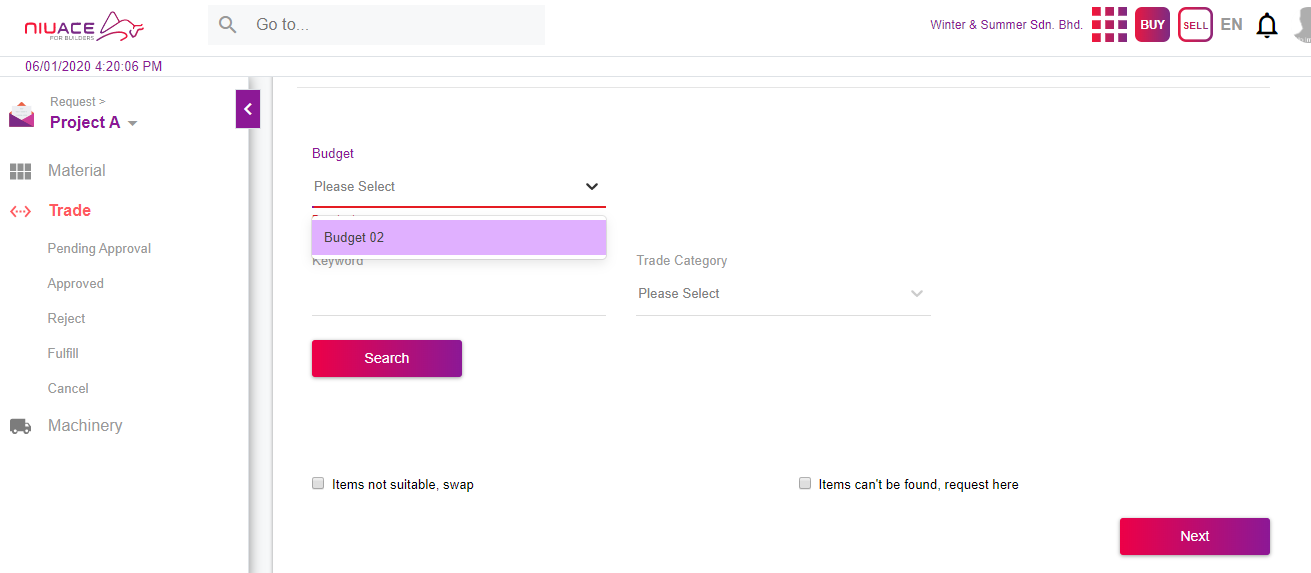 NIUACE
FOR BUILDERS
Go to...
Winter & Summer Sdn. Bhd.
BUY
SELL
EN
06/01/2020 4:20:06 PM
Request >
Project A
Material
Trade
Pending Approval
Approved
Reject
Fulfill
Cancel
Machinery
Budget
Please Select
Budget 02
Keyword
Trade Category
Please Select
Search
Items not suitable, swap
Items can't be found, request here
Next